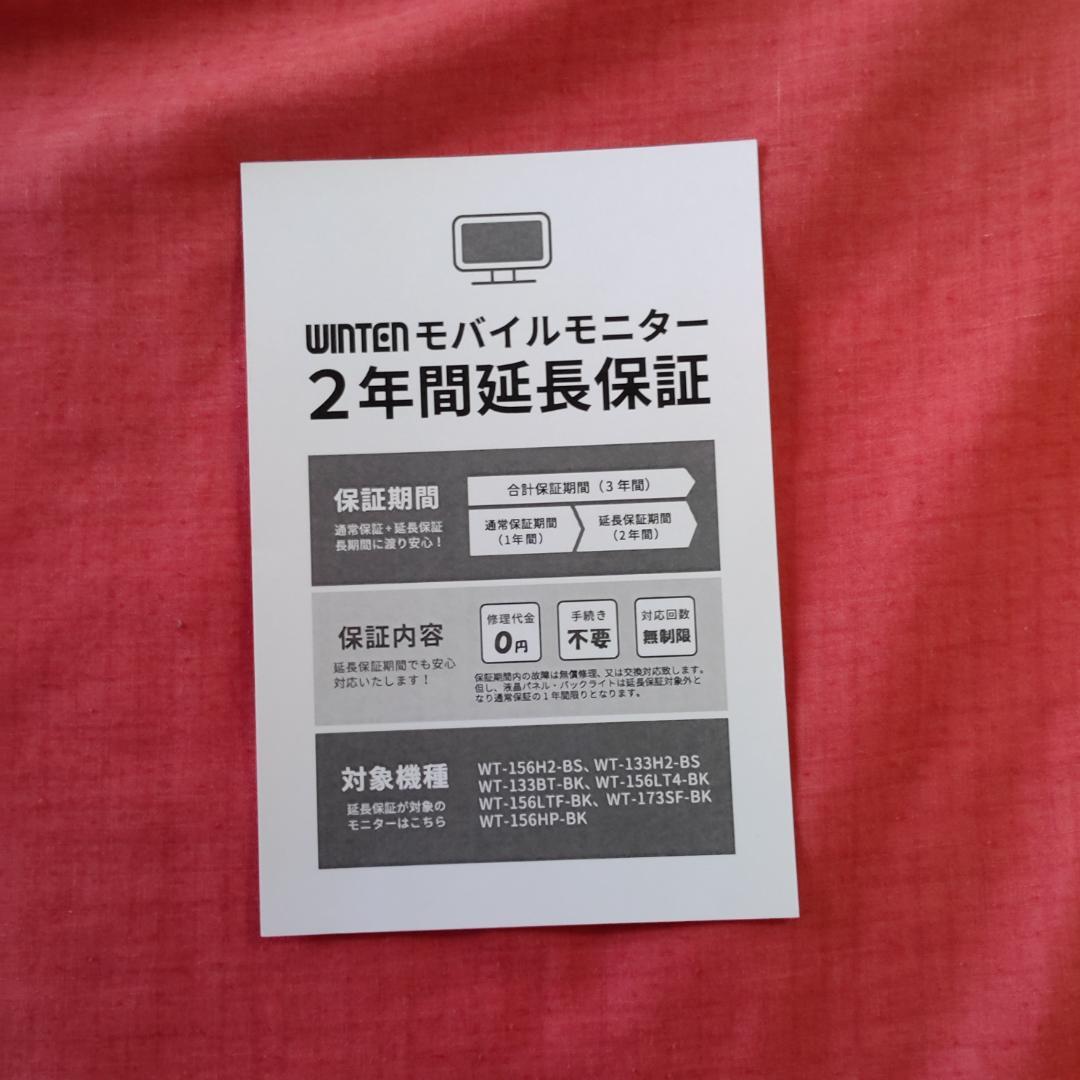 WINTEN モバイルモニター
2年間延長保証
保証期間
通常保証+延長保証
長期間に渡り安心！
合計保証期間（3年間）
通常保証期間
（1年間）
延長保証期間
（2年間）
保証内容
延長保証期間でも安心
対応いたします！
修理代金
0円
手続き
不要
対応回数
無制限
保証期間内の故障は無償修理、又は交換対応致します。
但し、液晶パネル・バックライトは延長保証対象外と
なり通常保証の1年間限りとなります。
対象機種
延長保証が対象の
モニターはこちら
WT-156H2-BS、WT-133H2-BS
WT-133BT-BK、WT-156LT4-BK
WT-156LTF-BK、WT-173SF-BK
WT-156HP-BK